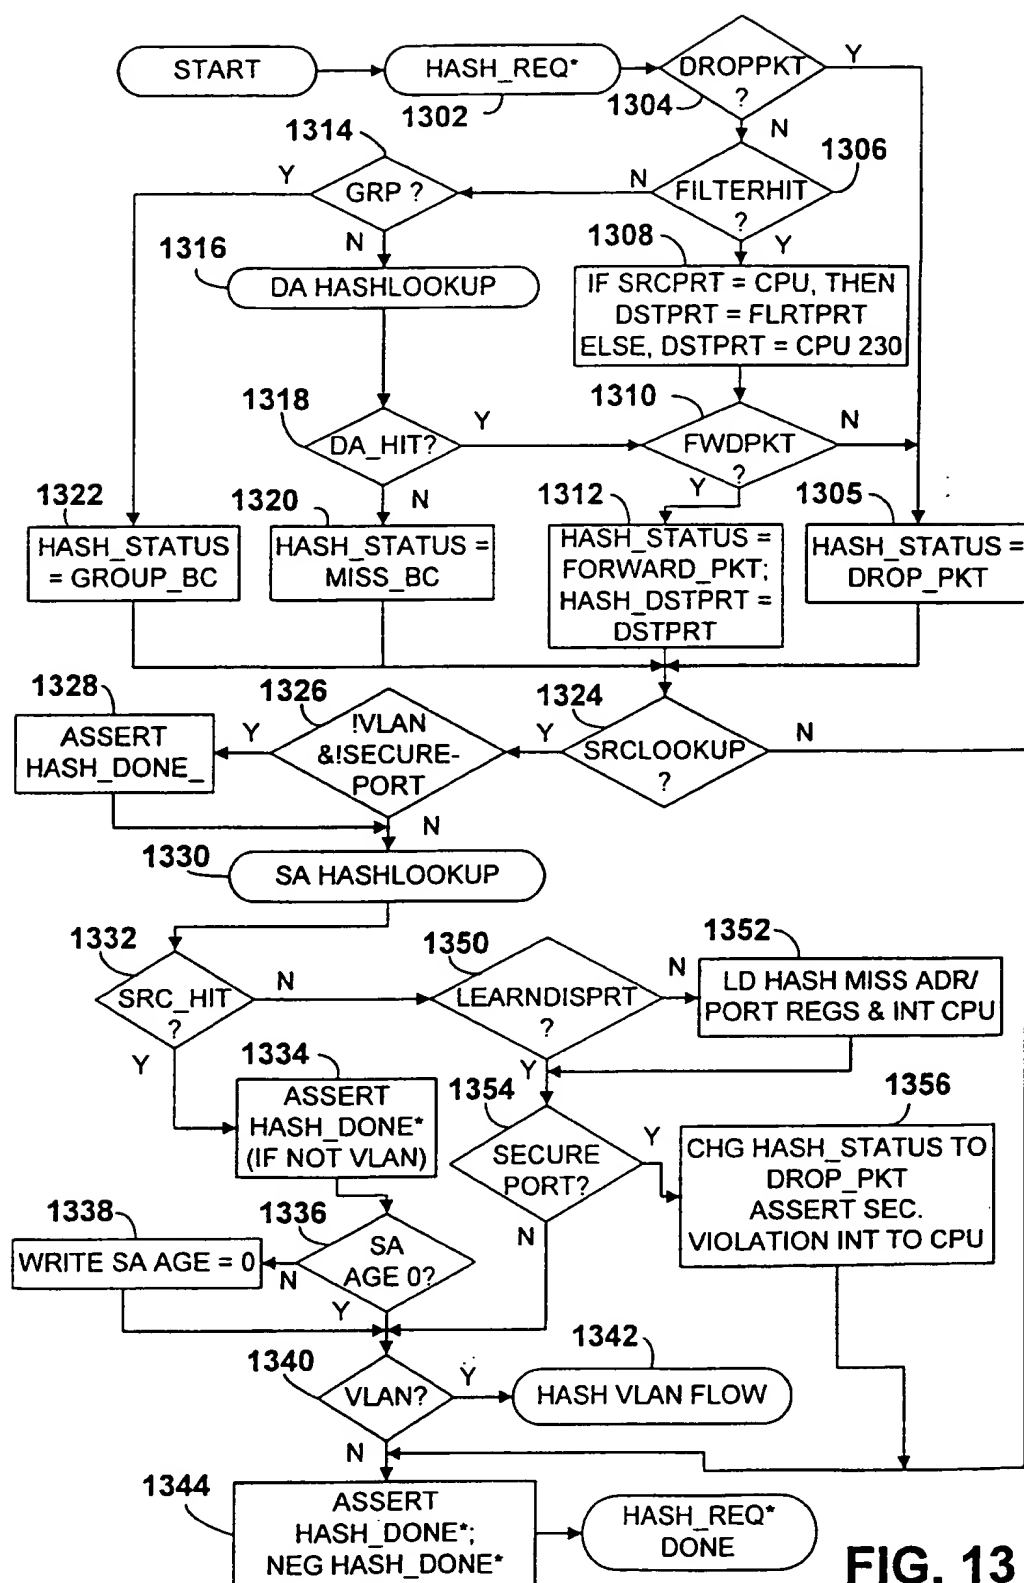 START
HASH_REQ*
1302
DROPPKT
?
1304
Y
N
1314
GRP ?
Y
N
FILTERHIT
?
1306
N
Y
1316
DA HASHLOOKUP
1308
IF SRCPRT = CPU, THEN
DSTPRT = FLRTPRT
ELSE, DSTPRT = CPU 230
1318
DA_HIT?
Y
N
1310
FWDPKT
?
N
Y
1322
HASH_STATUS
= GROUP_BC
1320
HASH_STATUS =
MISS_BC
1312
HASH_STATUS =
FORWARD_PKT;
HASH_DSTPRT =
DSTPRT
1305
HASH_STATUS =
DROP_PKT
1328
ASSERT
HASH_DONE_
1326
!VLAN
&!SECURE-
PORT
Y
N
1324
SRCLOOKUP
?
Y
N
1330
SA HASHLOOKUP
1332
SRC_HIT
?
N
Y
1350
LEARNDISPRT
?
N
Y
1352
LD HASH MISS ADR/
PORT REGS & INT CPU
1334
ASSERT
HASH_DONE*
(IF NOT VLAN)
1354
SECURE
PORT?
Y
N
1356
CHG HASH_STATUS TO
DROP_PKT
ASSERT SEC.
VIOLATION INT TO CPU
1338
WRITE SA AGE = 0
1336
SA
AGE 0?
N
Y
1340
VLAN?
Y
N
1342
HASH VLAN FLOW
1344
ASSERT
HASH_DONE*;
NEG HASH_DONE*
HASH_REQ*
DONE
FIG. 13